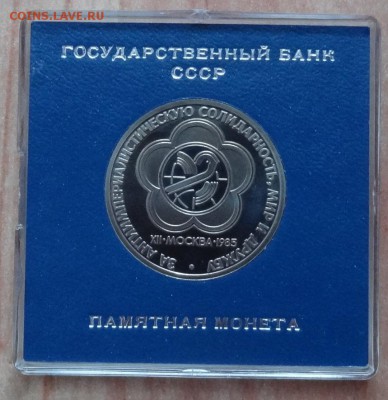 COINS.LAVE.RU
ГОСУДАРСТВЕННЫЙ БАНК
СССР
ЗА АНТИИМПЕРИАЛИСТИЧЕСКУЮ СОЛИДАРНОСТЬ, МИР И ДРУЖБУ
XII·МОСКВА·1985
ПАМЯТНАЯ МОНЕТА